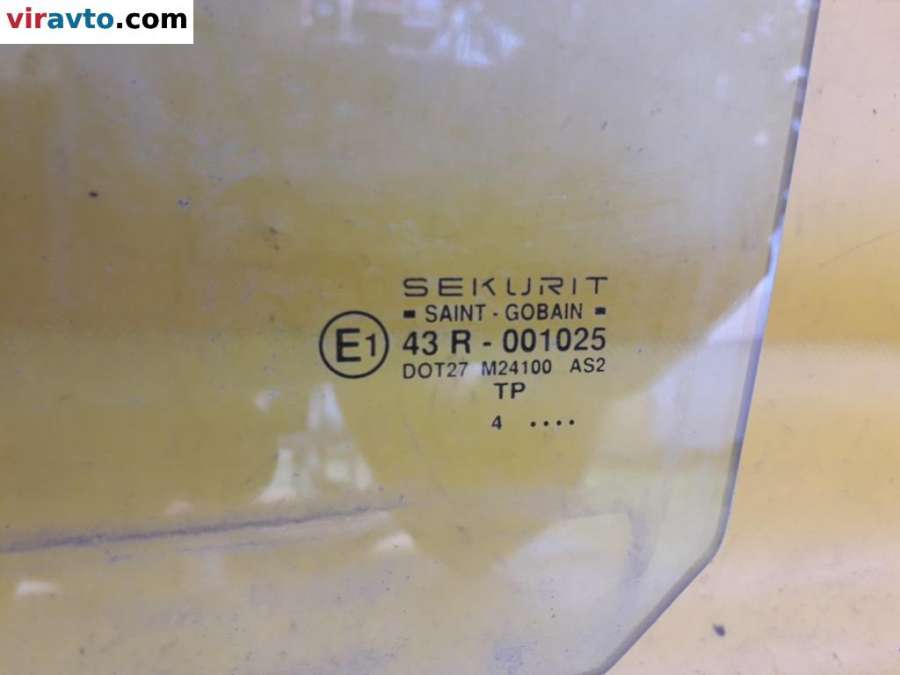 viravto.com
SEKURIT
SAINT - GOBAIN
E1
43 R - 001025
DOT27 M24100 AS2
TP
4 ....